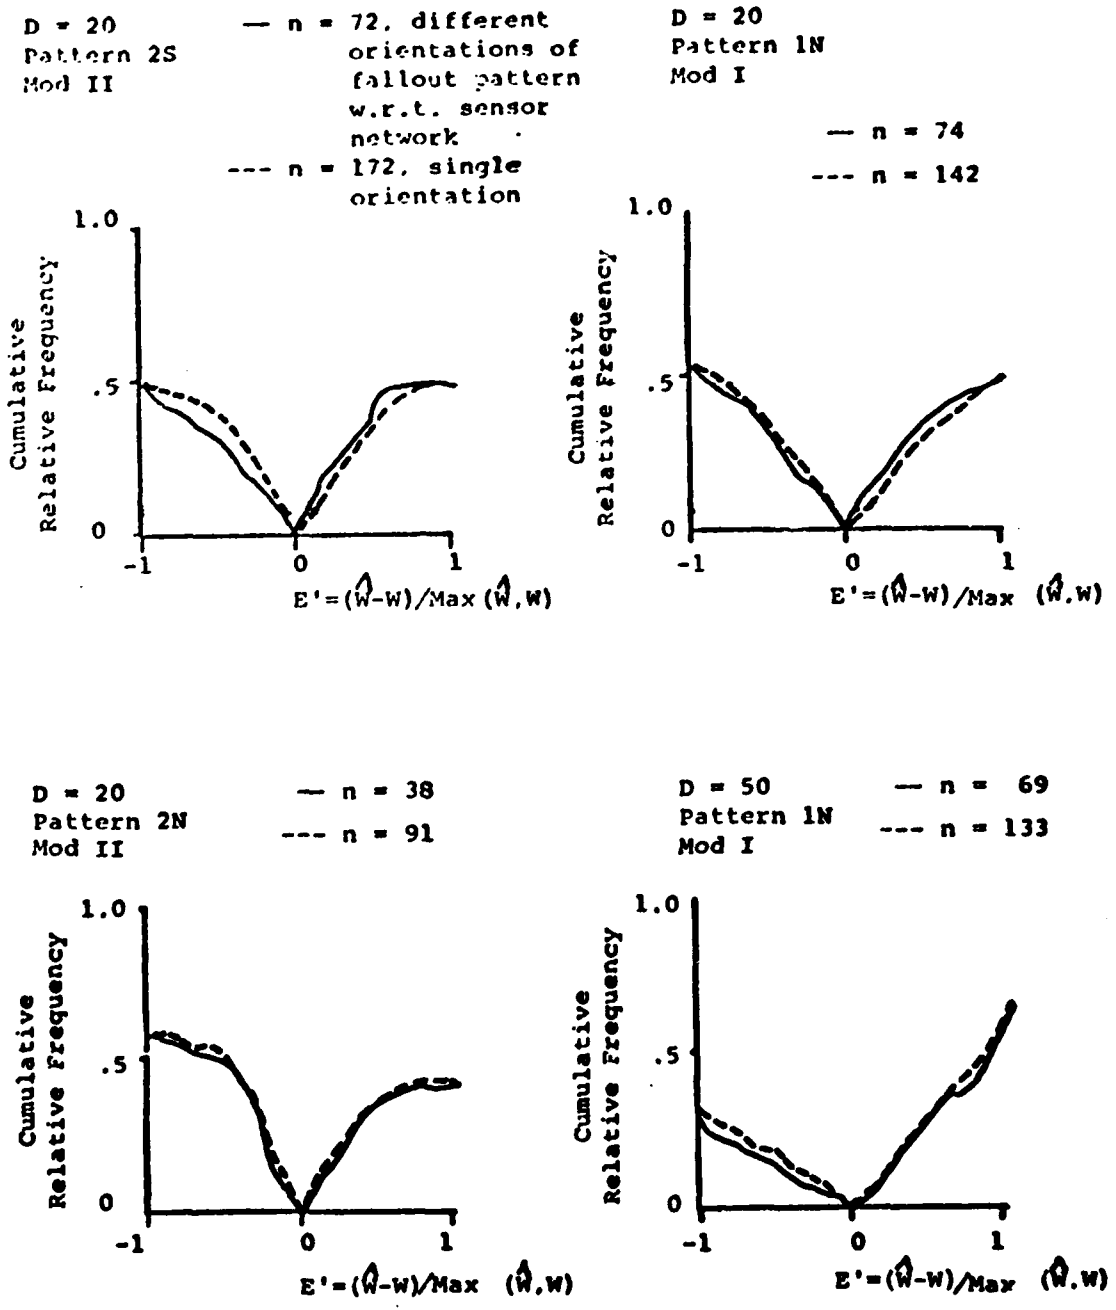 D = 20
Pattern 2S
Mod II
— n = 72, different
orientations of
fallout pattern
w.r.t. sensor
network
--- n = 172, single
orientation
1.0
.5
0
Cumulative
Relative Frequency
-1 0 1
E'=(Ŵ-W)/Max (Ŵ,W)
D = 20
Pattern 1N
Mod I
— n = 74
--- n = 142
1.0
.5
0
Cumulative
Relative Frequency
-1 0 1
E'=(Ŵ-W)/Max (Ŵ,W)
D = 20
Pattern 2N
Mod II
— n = 38
--- n = 91
1.0
.5
0
Cumulative
Relative Frequency
-1 0 1
E'=(Ŵ-W)/Max (Ŵ,W)
D = 50
Pattern 1N
Mod I
— n = 69
--- n = 133
1.0
.5
0
Cumulative
Relative Frequency
-1 0 1
E'=(Ŵ-W)/Max (Ŵ,W)